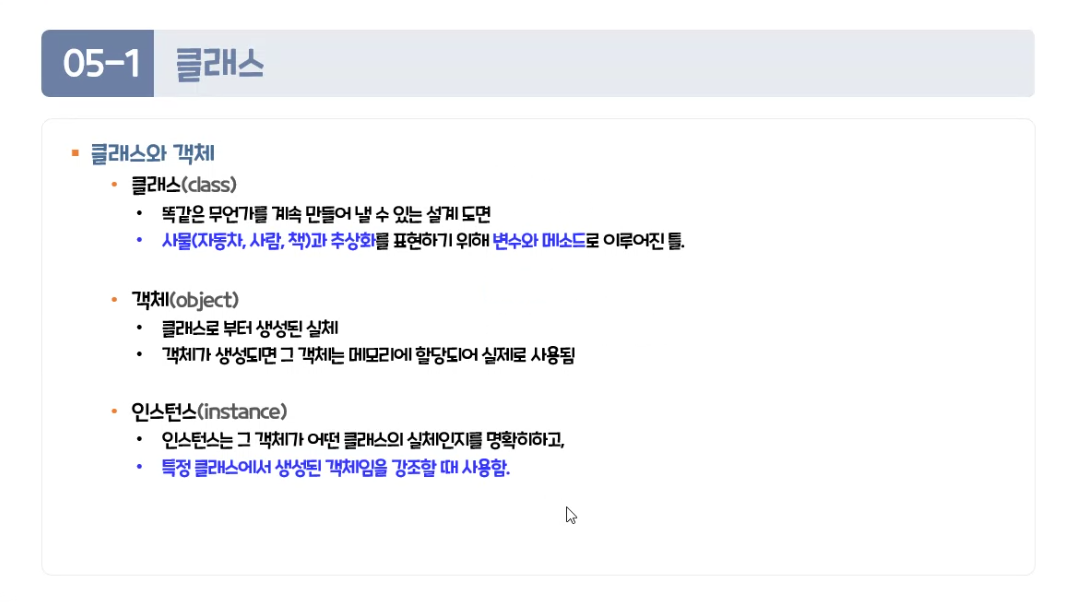 05-1 클래스
클래스와 객체
클래스(class)
똑같은 무언가를 계속 만들어 낼 수 있는 설계 도면
사물(자동차, 사람, 책)과 추상화를 표현하기 위해 변수와 메소드로 이루어진 틀.
객체(object)
클래스로 부터 생성된 실체
객체가 생성되면 그 객체는 메모리에 할당되어 실제로 사용됨
인스턴스(instance)
인스턴스는 그 객체가 어떤 클래스의 실체인지를 명확히하고,
특정 클래스에서 생성된 객체임을 강조할 때 사용함.